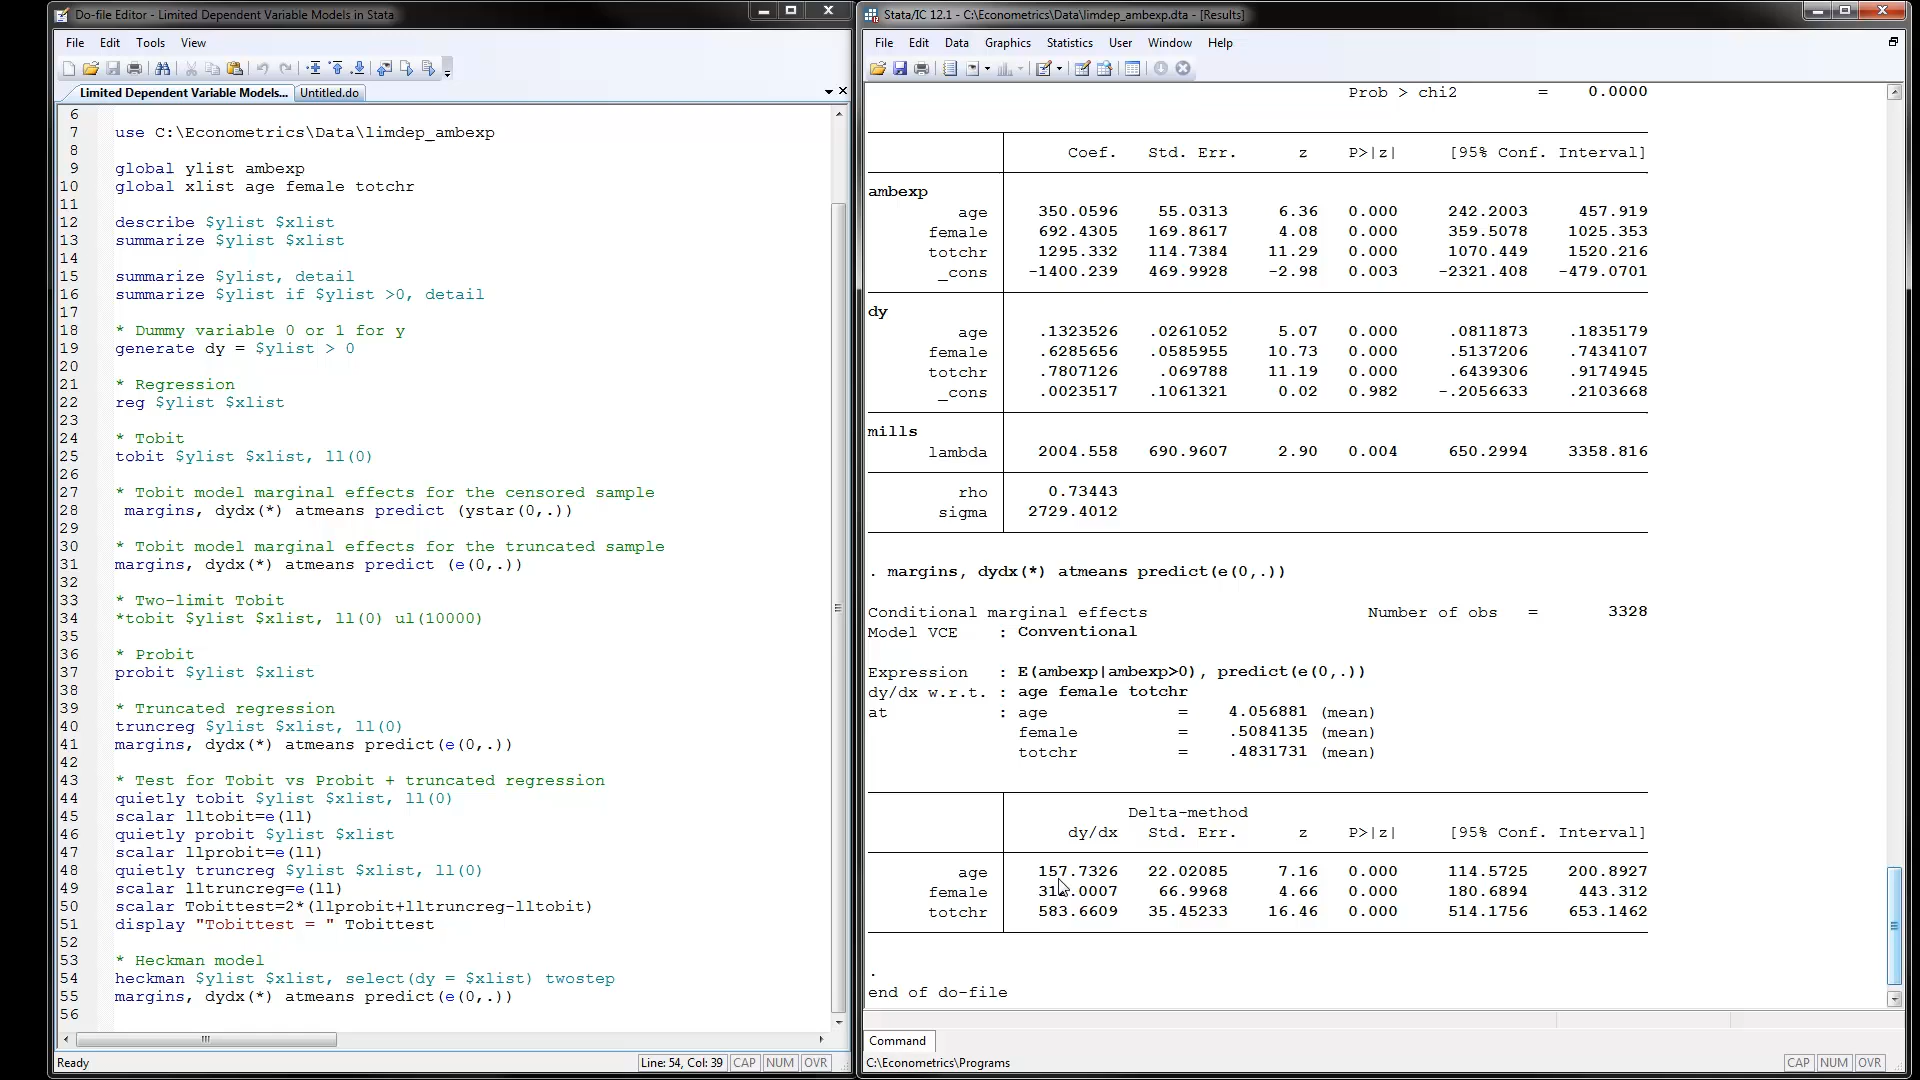 Do-file Editor - Limited Dependent Variable Models in Stata
File Edit Tools View
Limited Dependent Variable Models... Untitled.do
6
7 use C:\Econometrics\Data\limdep_ambexp
8
9 global ylist ambexp
10 global xlist age female totchr
11
12 describe $ylist $xlist
13 summarize $ylist $xlist
14
15 summarize $ylist, detail
16 summarize $ylist if $ylist >0, detail
17
18 * Dummy variable 0 or 1 for y
19 generate dy = $ylist > 0
20
21 * Regression
22 reg $ylist $xlist
23
24 * Tobit
25 tobit $ylist $xlist, ll(0)
26
27 * Tobit model marginal effects for the censored sample
28 margins, dydx(*) atmeans predict (ystar(0,.))
29
30 * Tobit model marginal effects for the truncated sample
31 margins, dydx(*) atmeans predict (e(0,.))
32
33 * Two-limit Tobit
34 *tobit $ylist $xlist, ll(0) ul(10000)
35
36 * Probit
37 probit $ylist $xlist
38
39 * Truncated regression
40 truncreg $ylist $xlist, ll(0)
41 margins, dydx(*) atmeans predict(e(0,.))
42
43 * Test for Tobit vs Probit + truncated regression
44 quietly tobit $ylist $xlist, ll(0)
45 scalar lltobit=e(ll)
46 quietly probit $ylist $xlist
47 scalar llprobit=e(ll)
48 quietly truncreg $ylist $xlist, ll(0)
49 scalar lltruncreg=e(ll)
50 scalar Tobittest=2*(llprobit+lltruncreg-lltobit)
51 display "Tobittest = " Tobittest
52
53 * Heckman model
54 heckman $ylist $xlist, select(dy = $xlist) twostep
55 margins, dydx(*) atmeans predict(e(0,.))
56
Ready Line: 54, Col: 39 CAP NUM OVR
Stata/IC 12.1 - C:\Econometrics\Data\limdep_ambexp.dta - [Results]
File Edit Data Graphics Statistics User Window Help
Prob > chi2 = 0.0000
Coef. Std. Err. z P>|z| [95% Conf. Interval]
ambexp
age 350.0596 55.0313 6.36 0.000 242.2003 457.919
female 692.4305 169.8617 4.08 0.000 359.5078 1025.353
totchr 1295.332 114.7384 11.29 0.000 1070.449 1520.216
_cons -1400.239 469.9928 -2.98 0.003 -2321.408 -479.0701
dy
age .1323526 .0261052 5.07 0.000 .0811873 .1835179
female .6285656 .0585955 10.73 0.000 .5137206 .7434107
totchr .7807126 .069788 11.19 0.000 .6439306 .9174945
_cons .0023517 .1061321 0.02 0.982 -.2056633 .2103668
mills
lambda 2004.558 690.9607 2.90 0.004 650.2994 3358.816
rho 0.73443
sigma 2729.4012
. margins, dydx(*) atmeans predict(e(0,.))
Conditional marginal effects Number of obs = 3328
Model VCE : Conventional
Expression : E(ambexp|ambexp>0), predict(e(0,.))
dy/dx w.r.t. : age female totchr
at : age = 4.056881 (mean)
female = .5084135 (mean)
totchr = .4831731 (mean)
Delta-method
dy/dx Std. Err. z P>|z| [95% Conf. Interval]
age 157.7326 22.02085 7.16 0.000 114.5725 200.8927
female 66.9968 4.66 0.000 180.6894 443.312
totchr 583.6609 35.45233 16.46 0.000 514.1756 653.1462
.
end of do-file
Command
C:\Econometrics\Programs CAP NUM OVR